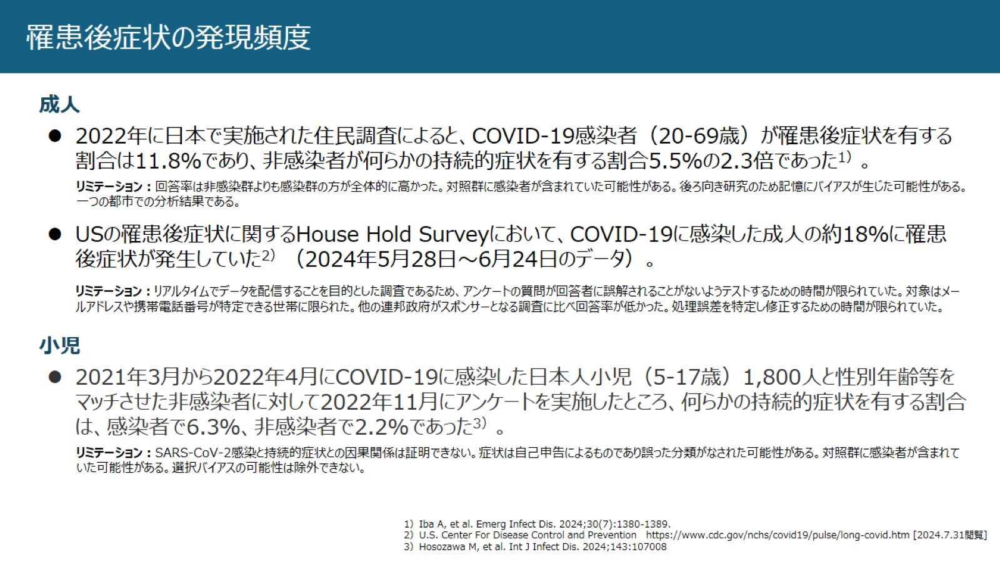 罹患後症状の発現頻度
成人
● 2022年に日本で実施された住民調査によると、COVID-19感染者（20-69歳）が罹患後症状を有する
割合は11.8%であり、非感染者が何らかの持続的症状を有する割合5.5%の2.3倍であった1）。
リミテーション：回答率は非感染群よりも感染群の方が全体的に高かった。対照群に感染者が含まれていた可能性がある。後ろ向き研究のため記憶にバイアスが生じた可能性がある。
一つの都市での分析結果である。
● USの罹患後症状に関するHouse Hold Surveyにおいて、COVID-19に感染した成人の約18%に罹患
後症状が発生していた2）（2024年5月28日～6月24日のデータ）。
リミテーション：リアルタイムでデータを配信することを目的とした調査であるため、アンケートの質問が回答者に誤解されることがないようテストするための時間が限られていた。対象はメー
ルアドレスや携帯電話番号が特定できる世帯に限られた。他の連邦政府がスポンサーとなる調査に比べ回答率が低かった。処理誤差を特定し修正するための時間が限られていた。
小児
● 2021年3月から2022年4月にCOVID-19に感染した日本人小児（5-17歳）1,800人と性別年齢等を
マッチさせた非感染者に対して2022年11月にアンケートを実施したところ、何らかの持続的症状を有する割合
は、感染者で6.3%、非感染者で2.2%であった3）。
リミテーション：SARS-CoV-2感染と持続的症状との因果関係は証明できない。症状は自己申告によるものであり誤った分類がなされた可能性がある。対照群に感染者が含まれて
いた可能性がある。選択バイアスの可能性は除外できない。
1）Iba A, et al. Emerg Infect Dis. 2024;30(7):1380-1389.
2）U.S. Center For Disease Control and Prevention https://www.cdc.gov/nchs/covid19/pulse/long-covid.htm [2024.7.31閲覧]
3）Hosozawa M, et al. Int J Infect Dis. 2024;143:107008